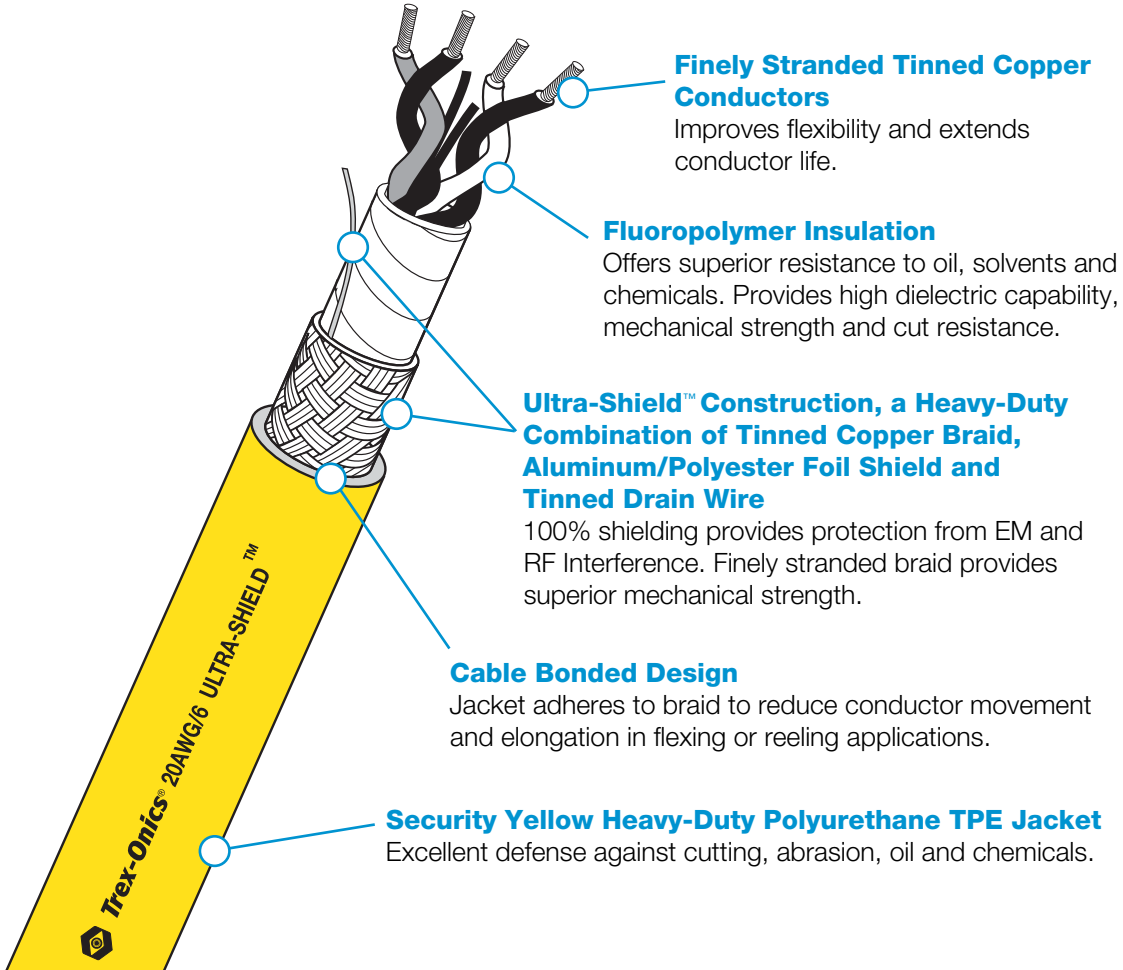 Finely Stranded Tinned Copper
Conductors
Improves flexibility and extends
conductor life.
Fluoropolymer Insulation
Offers superior resistance to oil, solvents and
chemicals. Provides high dielectric capability,
mechanical strength and cut resistance.
Ultra-Shield™ Construction, a Heavy-Duty
Combination of Tinned Copper Braid,
Aluminum/Polyester Foil Shield and
Tinned Drain Wire
100% shielding provides protection from EM and
RF Interference. Finely stranded braid provides
superior mechanical strength.
Cable Bonded Design
Jacket adheres to braid to reduce conductor movement
and elongation in flexing or reeling applications.
Security Yellow Heavy-Duty Polyurethane TPE Jacket
Excellent defense against cutting, abrasion, oil and chemicals.
Trex-Onics® 20AWG/6 ULTRA-SHIELD™